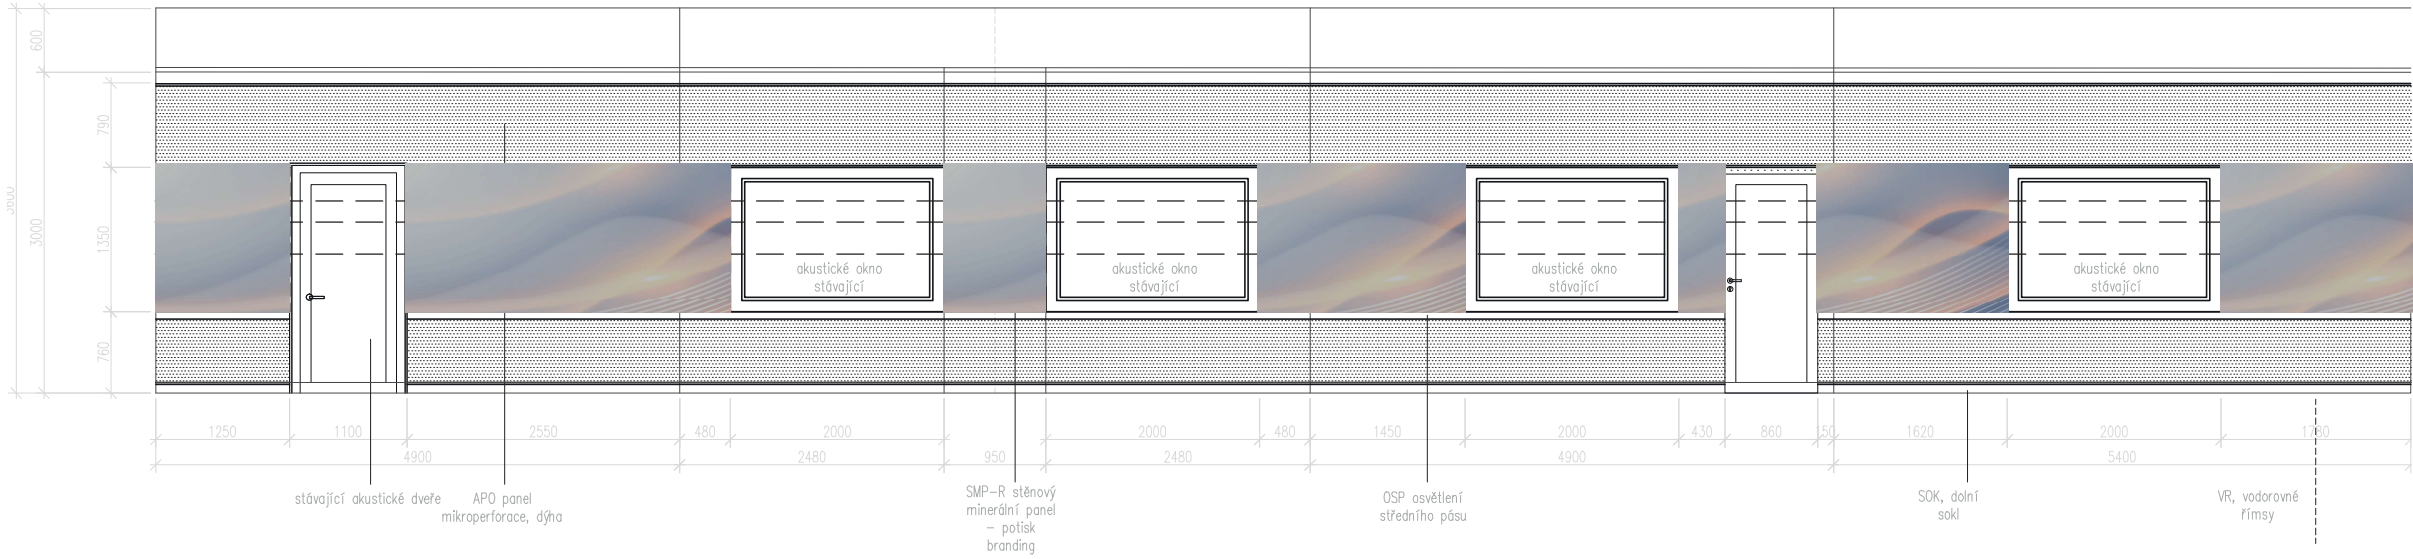 600
790
3600
3000
1350
760
akustické okno
stávající
akustické okno
stávající
akustické okno
stávající
akustické okno
stávající
1250
1100
2550
480
2000
2000
480
1450
2000
430
860
150
1620
2000
1780
4900
2480
950
2480
4900
5400
stávající akustické dveře
APO panel
mikroperforace, dýha
SMP-R stěnový
minerální panel
- potisk
branding
OSP osvětlení
středního pásu
SOK, dolní
sokl
VR, vodorovné
římsy